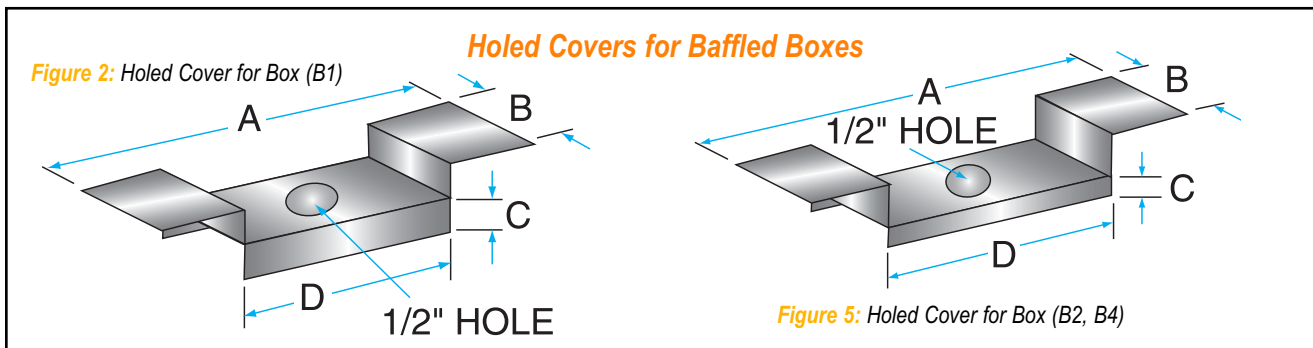 Holed Covers for Baffled Boxes
Figure 2: Holed Cover for Box (B1)
A
B
C
D
1/2" HOLE
A
B
1/2" HOLE
C
D
Figure 5: Holed Cover for Box (B2, B4)